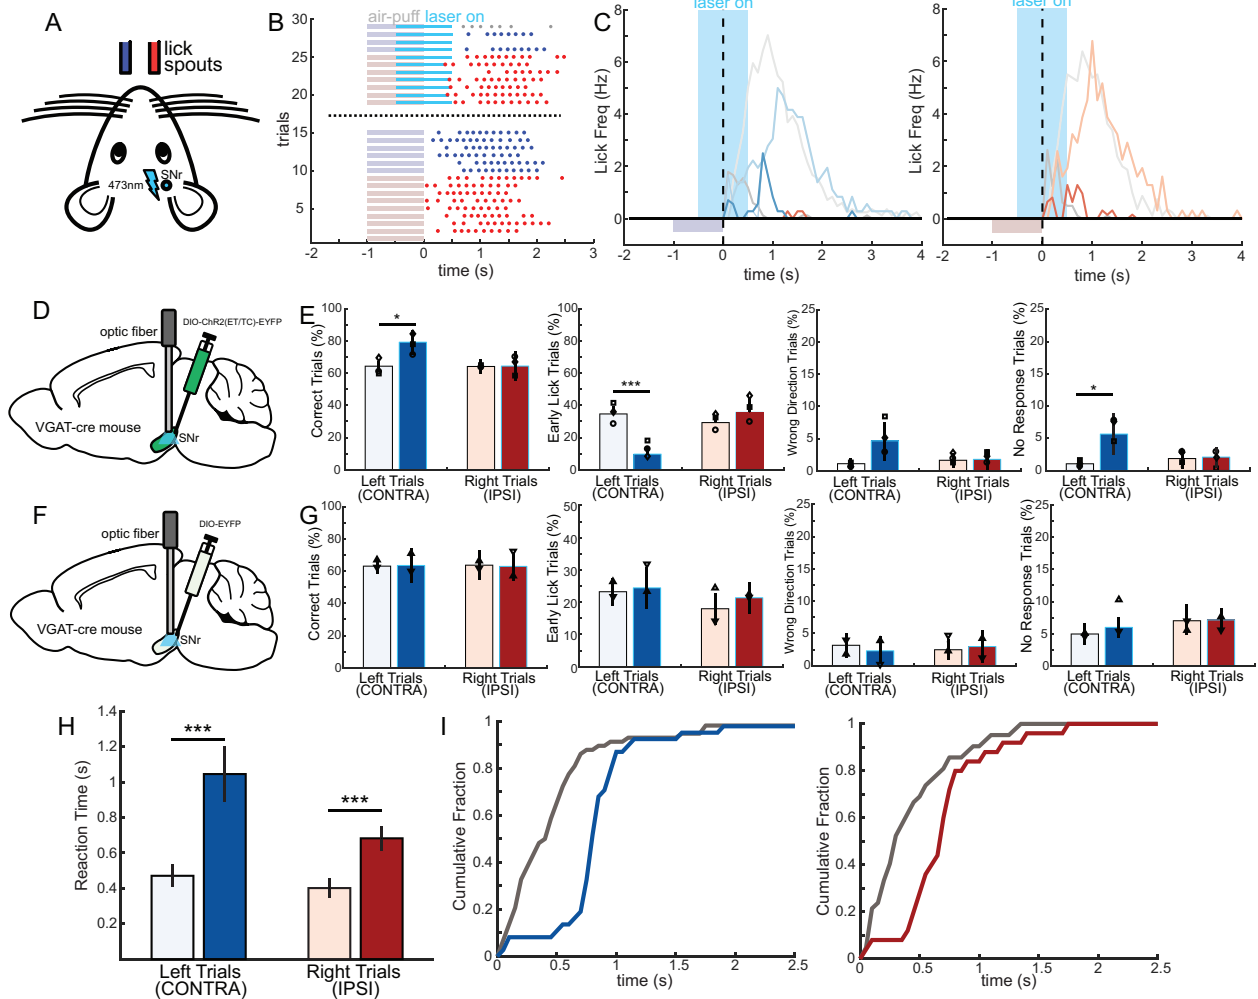 A
lick
spouts
473nm
SNr
B
air-puff laser on
trials
30
25
20
15
10
5
-2 -1 0 1 2 3
time (s)
C
laser on
Lick Freq (Hz)
8
6
4
2
0
-2 -1 0 1 2 3 4
time (s)
laser on
Lick Freq (Hz)
8
6
4
2
0
-2 -1 0 1 2 3 4
time (s)
D
optic fiber
DIO-ChR2(ET/TC)-EYFP
VGAT-cre mouse
SNr
E
Correct Trials (%)
100
80
60
40
20
0
*
Left Trials
(CONTRA)
Right Trials
(IPSI)
Early Lick Trials (%)
100
80
60
40
20
0
***
Left Trials
(CONTRA)
Right Trials
(IPSI)
Wrong Direction Trials (%)
25
20
15
10
5
0
Left Trials
(CONTRA)
Right Trials
(IPSI)
No Response Trials (%)
25
20
15
10
5
0
*
Left Trials
(CONTRA)
Right Trials
(IPSI)
F
optic fiber
DIO-EYFP
VGAT-cre mouse
SNr
G
Correct Trials (%)
100
80
60
40
20
0
Left Trials
(CONTRA)
Right Trials
(IPSI)
Early Lick Trials (%)
50
40
30
20
10
0
Left Trials
(CONTRA)
Right Trials
(IPSI)
Wrong Direction Trials (%)
25
20
15
10
5
0
Left Trials
(CONTRA)
Right Trials
(IPSI)
No Response Trials (%)
25
20
15
10
5
0
Left Trials
(CONTRA)
Right Trials
(IPSI)
H
Reaction Time (s)
1.4
1.2
1
0.8
0.6
0.4
0.2
***
***
Left Trials
(CONTRA)
Right Trials
(IPSI)
I
Cumulative Fraction
1
0.8
0.6
0.4
0.2
0
0 0.5 1 1.5 2 2.5
time (s)
Cumulative Fraction
1
0.8
0.6
0.4
0.2
0
0 0.5 1 1.5 2 2.5
time (s)